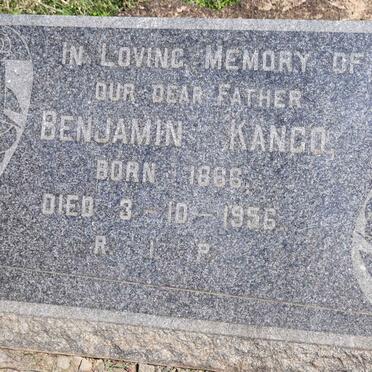 IN LOVING MEMORY OF
OUR DEAR FATHER
BENJAMIN KANGO,
BORN 1866,
DIED 3-10-1956.
R. I. P.